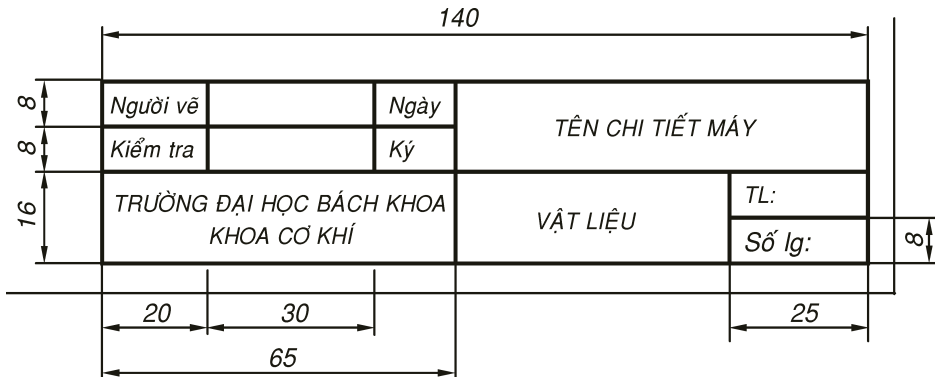 140
8
Người vẽ
Ngày
TÊN CHI TIẾT MÁY
8
Kiểm tra
Ký
16
TRƯỜNG ĐẠI HỌC BÁCH KHOA
KHOA CƠ KHÍ
VẬT LIỆU
TL:
Số lg:
8
20
30
25
65